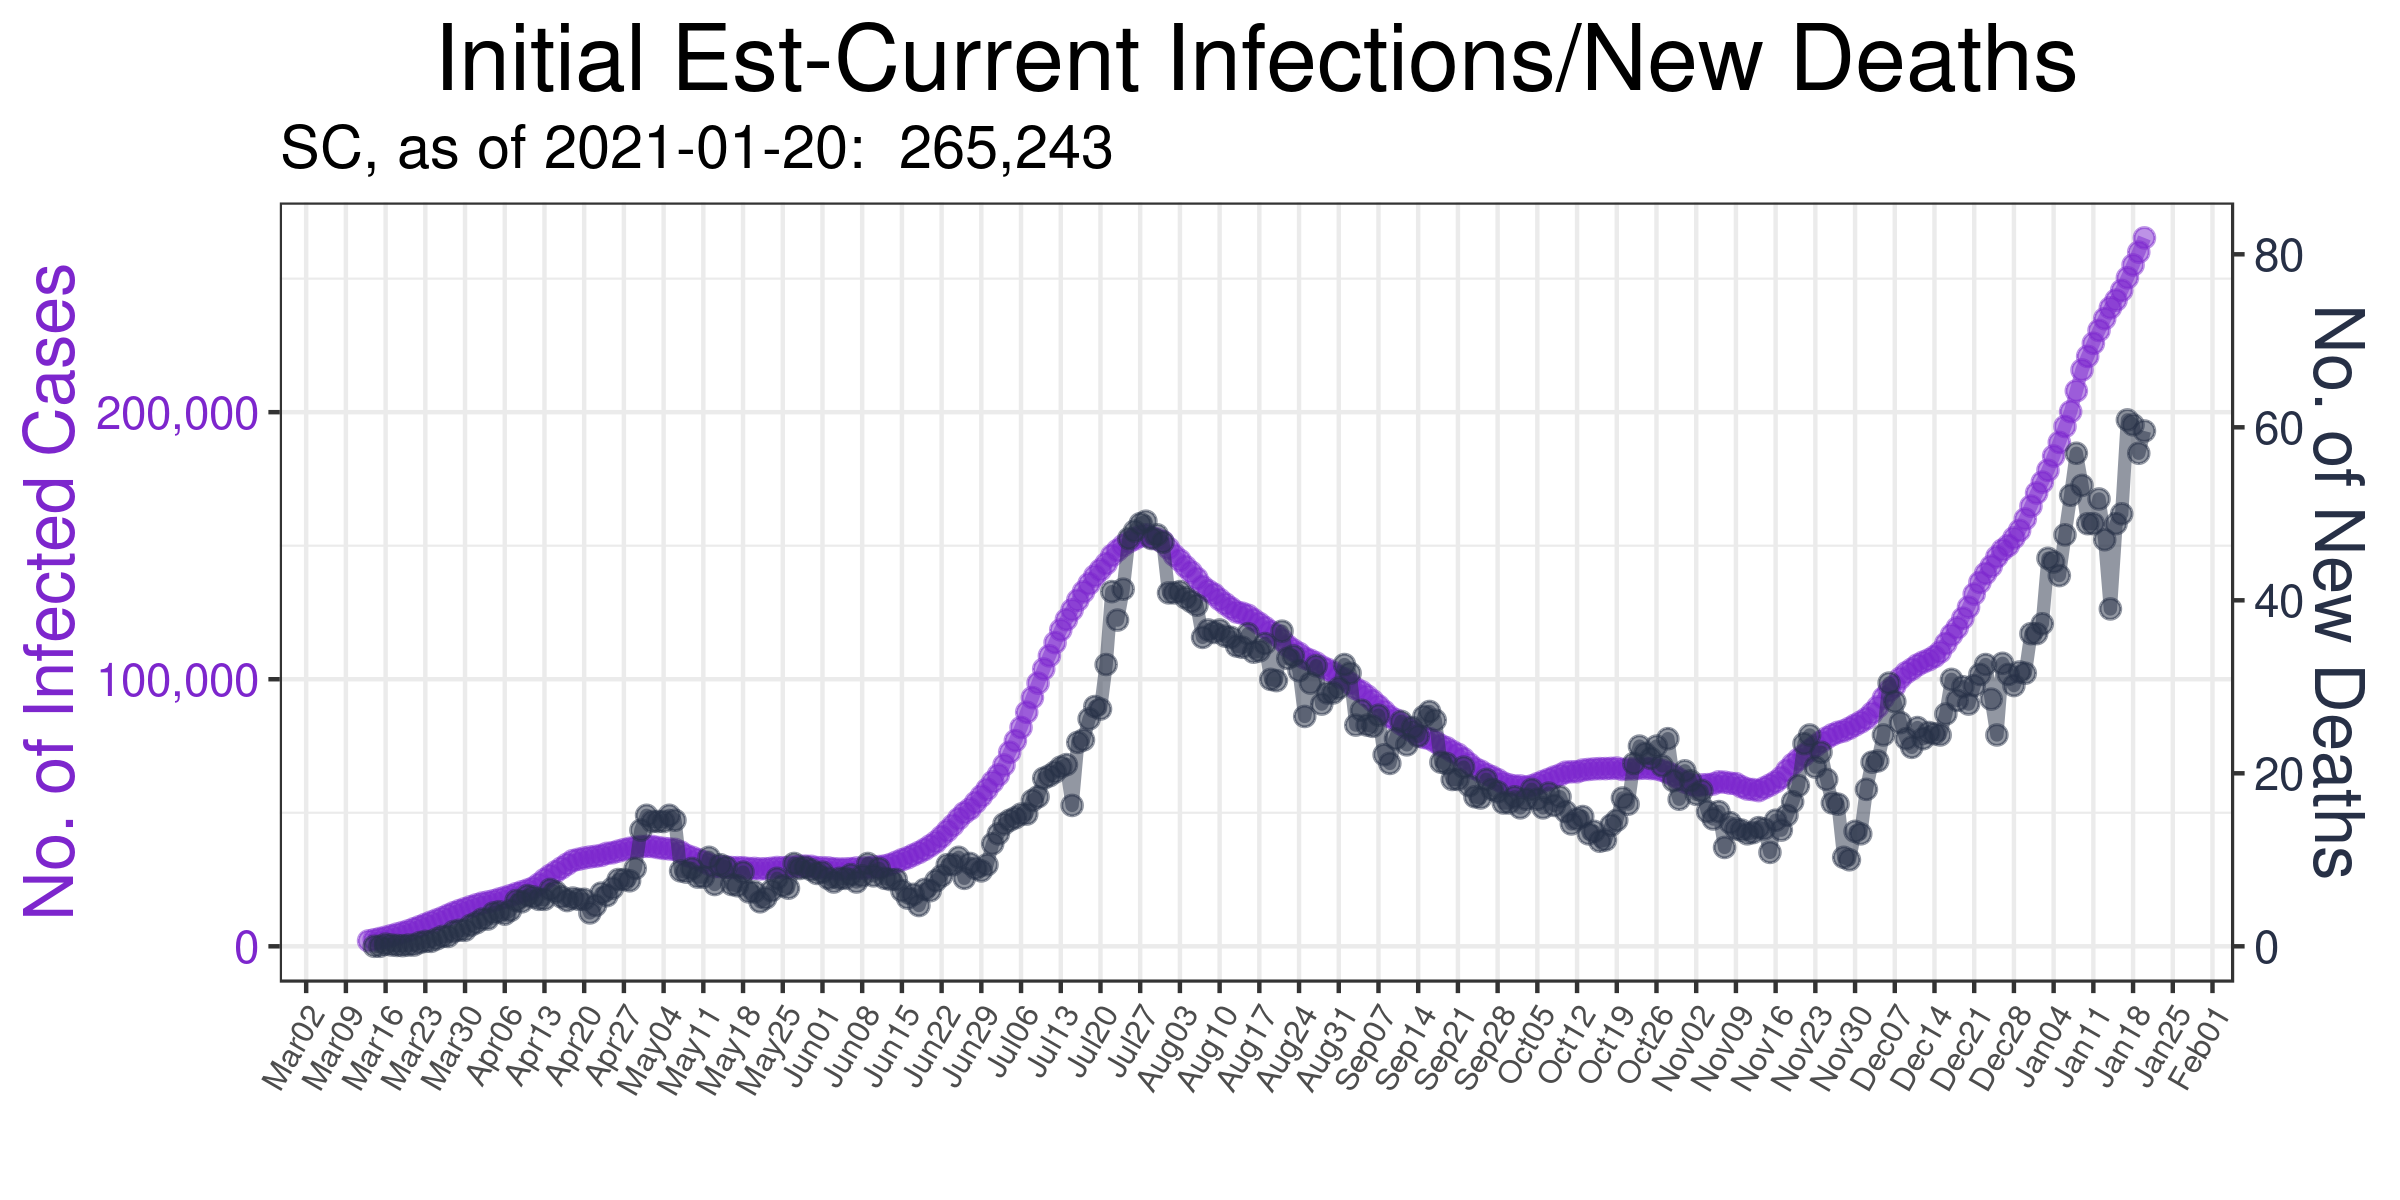 Initial Est-Current Infections/New Deaths
SC, as of 2021-01-20:  265,243
No. of Infected Cases
200,000
100,000
0
80
60
40
20
0
No. of New Deaths
Mar02
Mar09
Mar16
Mar23
Mar30
Apr06
Apr13
Apr20
Apr27
May04
May11
May18
May25
Jun01
Jun08
Jun15
Jun22
Jun29
Jul06
Jul13
Jul20
Jul27
Aug03
Aug10
Aug17
Aug24
Aug31
Sep07
Sep14
Sep21
Sep28
Oct05
Oct12
Oct19
Oct26
Nov02
Nov09
Nov16
Nov23
Nov30
Dec07
Dec14
Dec21
Dec28
Jan04
Jan11
Jan18
Jan25
Feb01